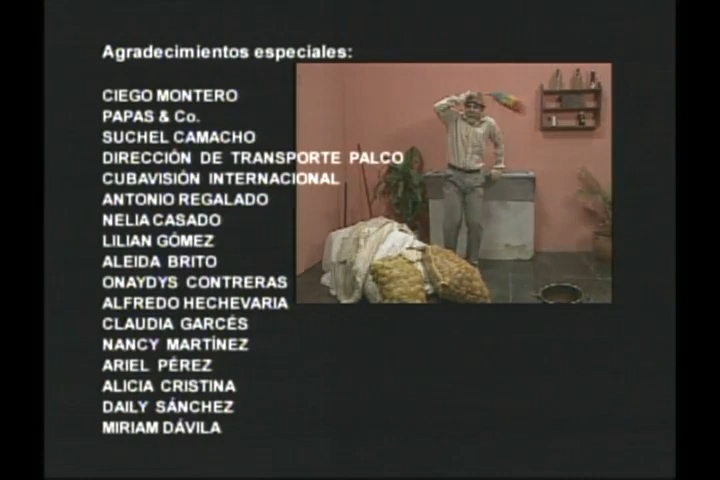 Agradecimientos especiales:
CIEGO MONTERO
PAPAS & Co.
SUCHEL CAMACHO
DIRECCIÓN DE TRANSPORTE PALCO
CUBAVISIÓN INTERNACIONAL
ANTONIO REGALADO
NELIA CASADO
LILIAN GÓMEZ
ALEIDA BRITO
ONAYDYS CONTRERAS
ALFREDO HECHEVARIA
CLAUDIA GARCÉS
NANCY MARTÍNEZ
ARIEL PÉREZ
ALICIA CRISTINA
DAILY SÁNCHEZ
MIRIAM DÁVILA